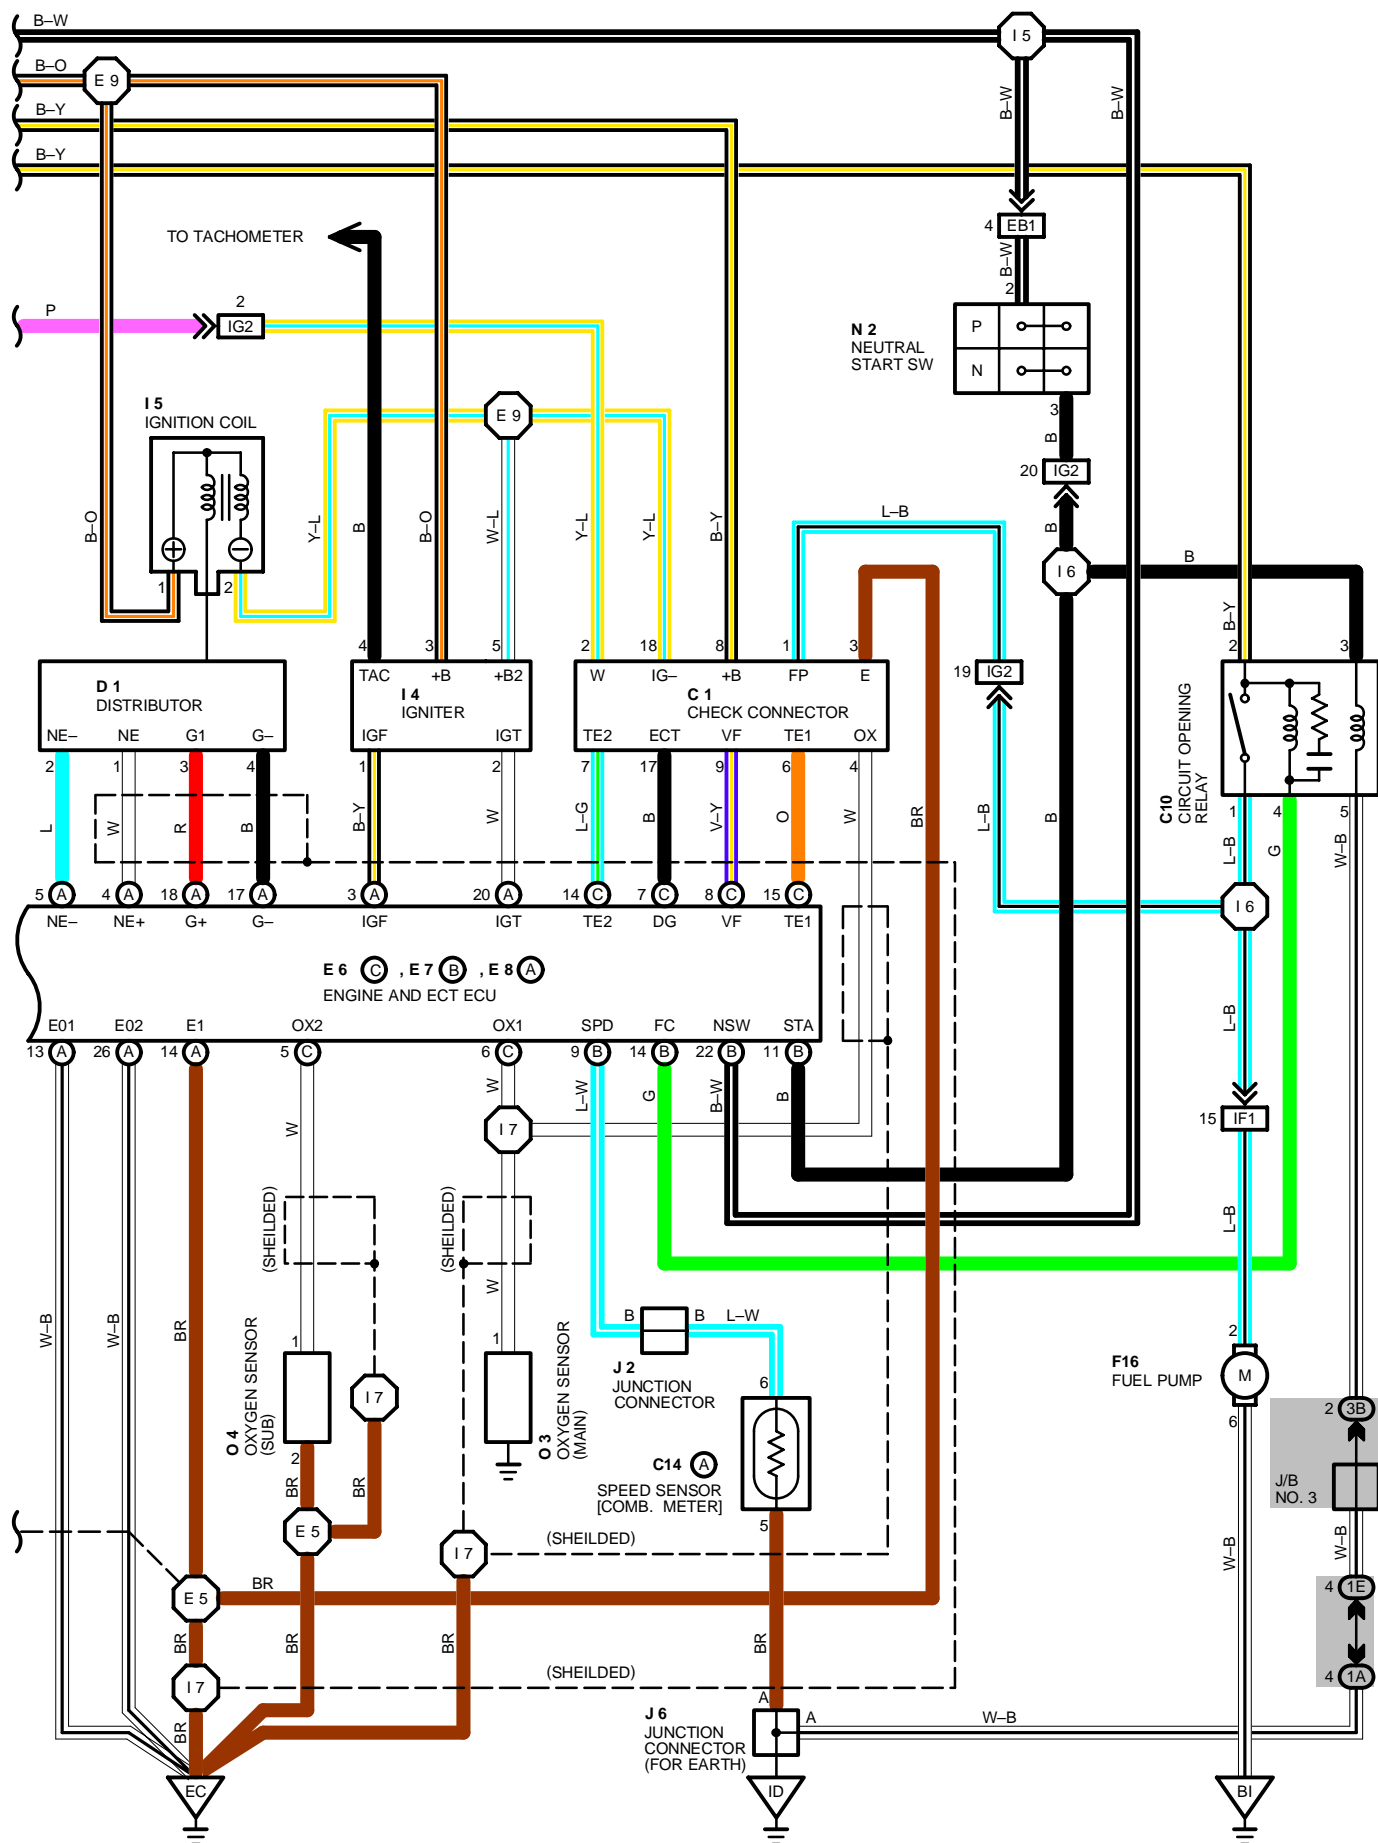 B–W
I 5
B–O
E 9
B–Y
B–W
B–W
B–Y
4 EB1
TO TACHOMETER
B–W
2
P
2
IG2
N 2
NEUTRAL
START SW
P
N
I 5
IGNITION COIL
E 9
3
B
20 IG2
B–O
Y–L
B
B–O
W–L
Y–L
Y–L
B–Y
L–B
B
I 6
B
1
2
B–Y
4
3
5
2
18
8
1
3
2
3
D 1
DISTRIBUTOR
TAC
+B
+B2
I 4
IGNITER
W
IG–
+B
FP
E
C 1
CHECK CONNECTOR
19 IG2
C10
CIRCUIT OPENING
RELAY
NE–
NE
G1
G–
IGF
IGT
TE2
ECT
VF
TE1
OX
2
1
3
4
1
2
7
17
9
6
4
1
4
5
L
W
R
B
B–Y
W
L–G
B
V–Y
O
W
BR
L–B
B
L–B
G
W–B
5 A
4 A
18 A
17 A
3 A
20 A
14 C
7 C
8 C
15 C
I 6
NE–
NE+
G+
G–
IGF
IGT
TE2
DG
VF
TE1
E 6 C , E 7 B , E 8 A
ENGINE AND ECT ECU
L–B
E01
E02
E1
OX2
OX1
SPD
FC
NSW
STA
13 A
26 A
14 A
5 C
6 C
9 B
14 B
22 B
11 B
W
W
L–W
G
B–W
B
I 7
15 IF1
(SHEILDED)
(SHEILDED)
L–B
W
W–B
W–B
BR
B
B
L–W
1
1
2
J 2
JUNCTION
CONNECTOR
F16
FUEL PUMP
M
6
6
O 4
OXYGEN SENSOR
(SUB)
I 7
O 3
OXYGEN SENSOR
(MAIN)
2 3B
2
BR
BR
C14 A
SPEED SENSOR
[COMB. METER]
J/B
NO. 3
E 5
5
I 7
(SHEILDED)
W–B
W–B
E 5
BR
4 1E
BR
BR
BR
BR
I 7
(SHEILDED)
4 1A
A
BR
J 6
JUNCTION
CONNECTOR
(FOR EARTH)
A
W–B
EC
ID
BI